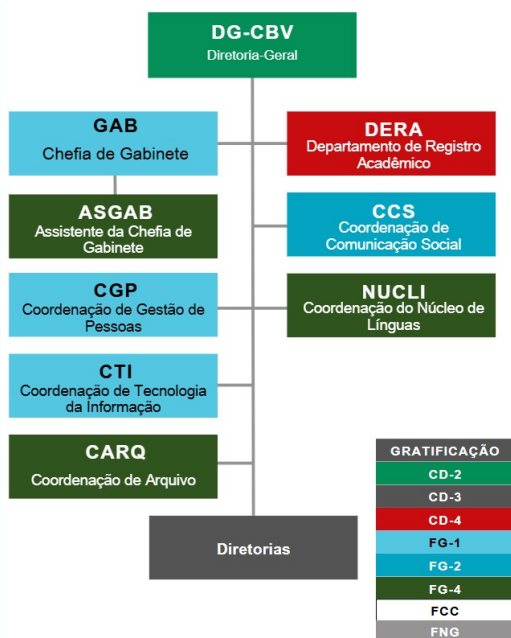 DG-CBV
Diretoria-Geral
GAB
Chefia de Gabinete
DERA
Departamento de Registro
Acadêmico
ASGAB
Assistente da Chefia de
Gabinete
CCS
Coordenação de
Comunicação Social
CGP
Coordenação de Gestão de
Pessoas
NUCLI
Coordenação do Núcleo de
Línguas
CTI
Coordenação de Tecnologia
da Informação
CARQ
Coordenação de Arquivo
Diretorias
GRATIFICAÇÃO
CD-2
CD-3
CD-4
FG-1
FG-2
FG-4
FCC
FNG